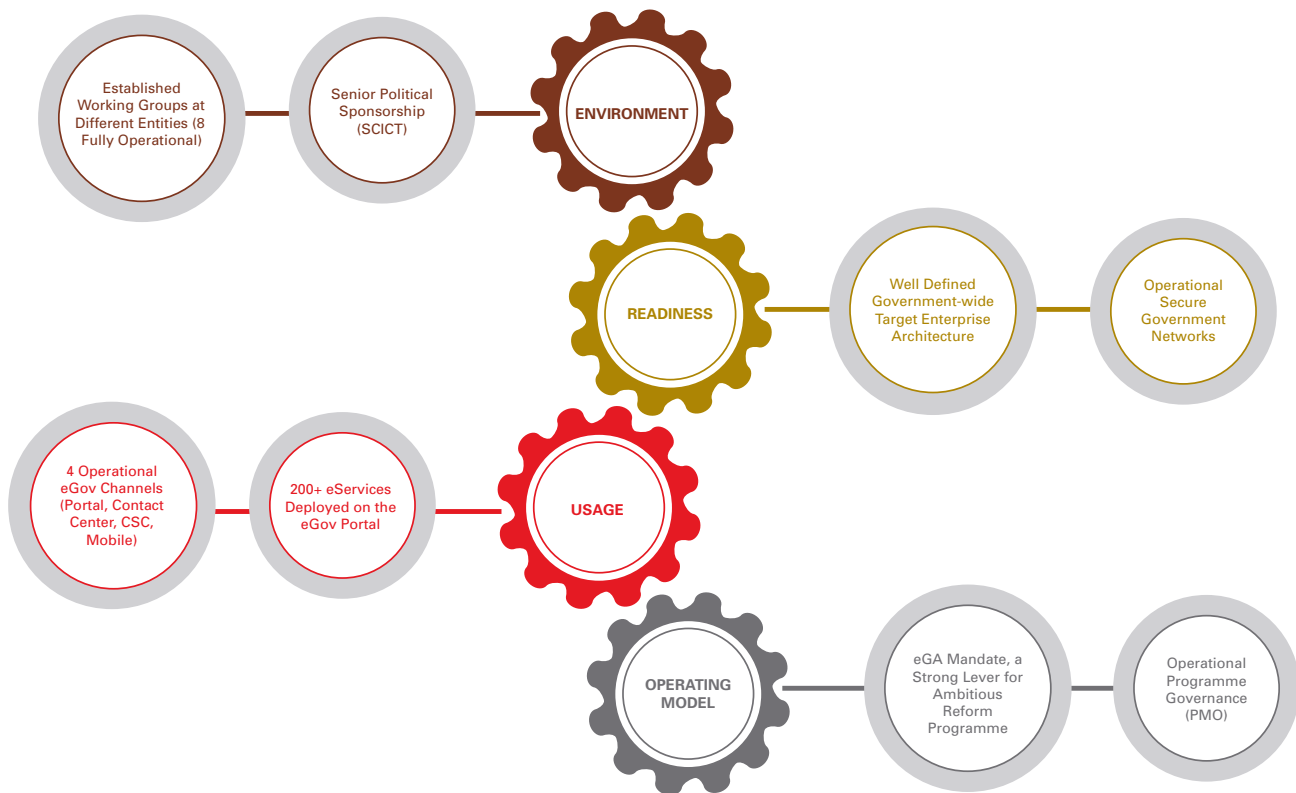 Established
Working Groups at
Different Entities (8
Fully Operational)
Senior Political
Sponsorship
(SCICT)
ENVIRONMENT
READINESS
Well Defined
Government-wide
Target Enterprise
Architecture
Operational
Secure
Government
Networks
4 Operational
eGov Channels
(Portal, Contact
Center, CSC,
Mobile)
200+ eServices
Deployed on the
eGov Portal
USAGE
OPERATING
MODEL
eGA Mandate, a
Strong Lever for
Ambitious
Reform
Programme
Operational
Programme
Governance
(PMO)